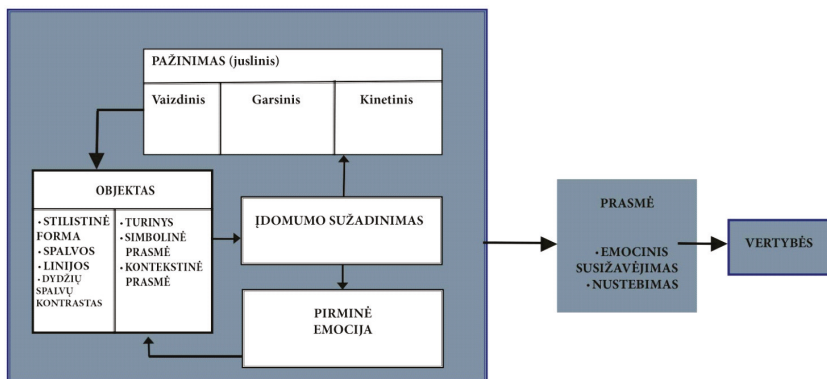 PAŽINIMAS (juslinis)
Vaizdinis
Garsinis
Kinetinis
OBJEKTAS
• STILISTINĖ
FORMA
• SPALVOS
• LINIJOS
• DYDŽIŲ
SPALVŲ
KONTRASTAS
• TURINYS
• SIMBOLINĖ
PRASMĖ
• KONTEKSTINĖ
PRASMĖ
ĮDOMUMO SUŽADINIMAS
PIRMINĖ
EMOCIJA
PRASMĖ
• EMOCINIS
SUSIŽAVĖJIMAS
• NUSTEBIMAS
VERTYBĖS